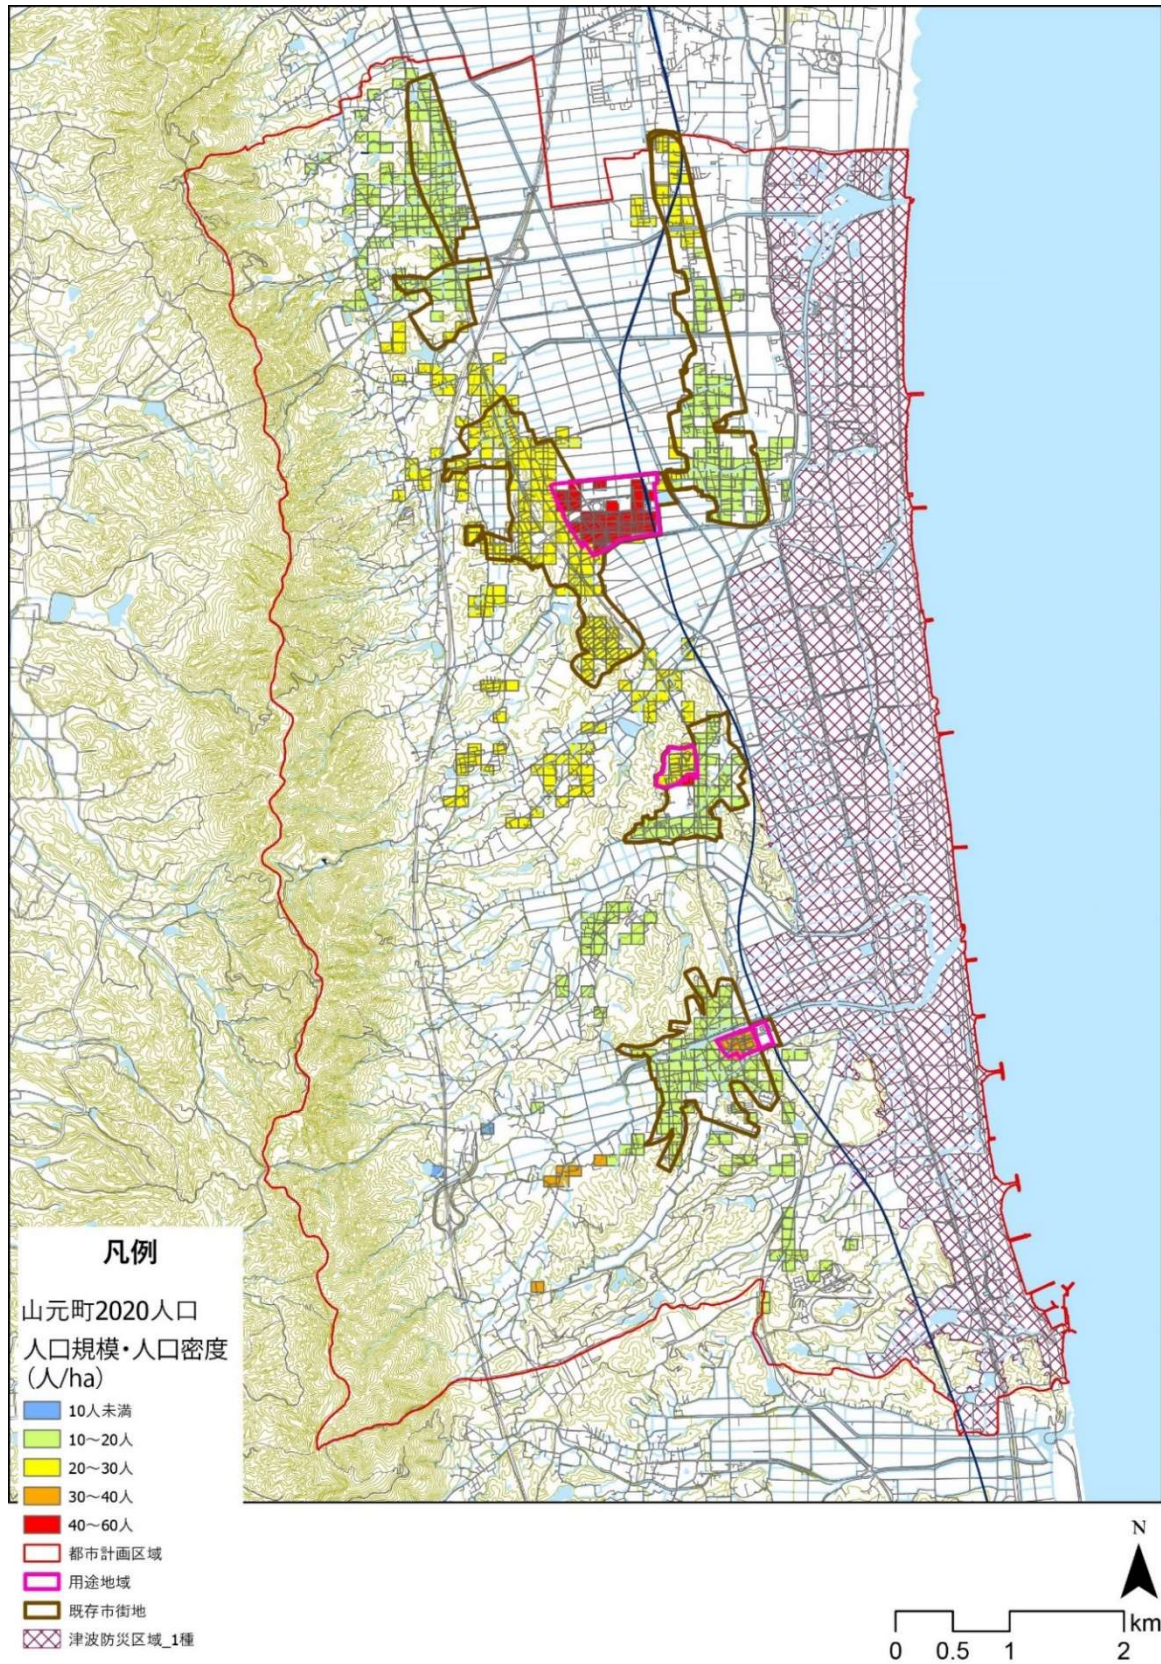 凡例
山元町2020人口
人口規模・人口密度
（人/ha）
10人未満
10～20人
20～30人
30～40人
40～60人
都市計画区域
用途地域
既存市街地
津波防災区域_1種
N
km
0 0.5 1 2